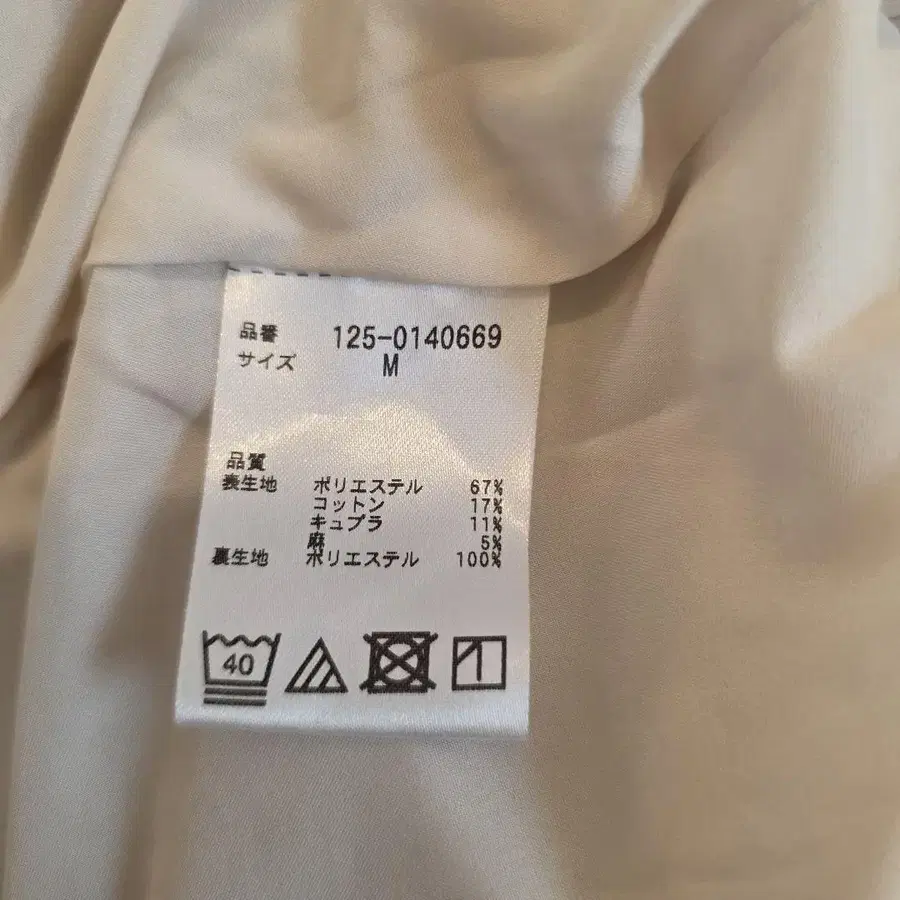 品番 125-0140669
サイズ M
品質
表生地 ポリエステル 67%
コットン 17%
キュプラ 11%
麻 5%
裏生地 ポリエステル 100%
40